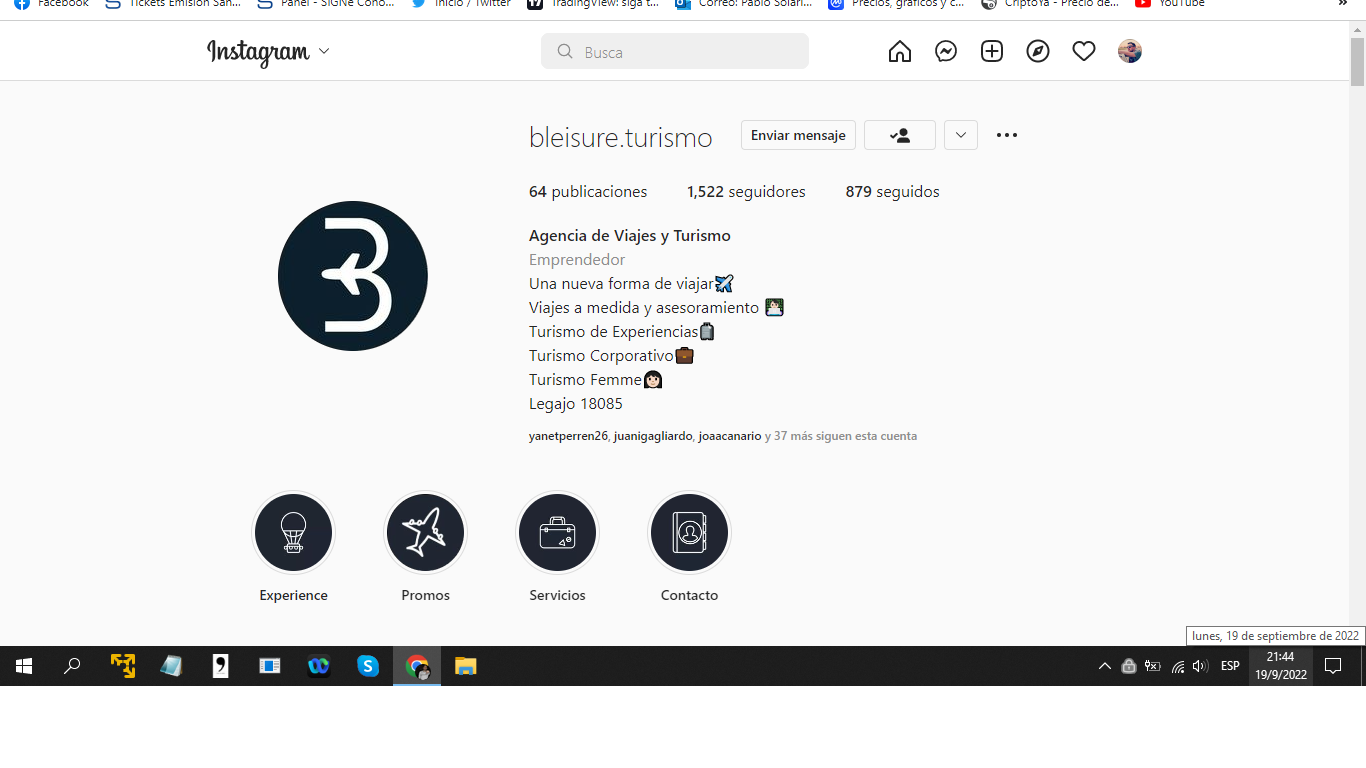 Facebook
Tickets Emisión San...
Panel - SIGNe Cono...
Inicio / Twitter
TradingView: siga t...
Correo: Pablo Solari...
Precios, gráficos y c...
CriptoYa - Precio de...
YouTube
»
Instagram
Busca
bleisure.turismo
Enviar mensaje
64 publicaciones
1,522 seguidores
879 seguidos
Agencia de Viajes y Turismo
Emprendedor
Una nueva forma de viajar✈️
Viajes a medida y asesoramiento 👩🏻‍🏫
Turismo de Experiencias🧳
Turismo Corporativo💼
Turismo Femme👩🏻
Legajo 18085
yanetperren26, juanigagliardo, joaacanario y 37 más siguen esta cuenta
Experience
Promos
Servicios
Contacto
lunes, 19 de septiembre de 2022
ESP
21:44
19/9/2022